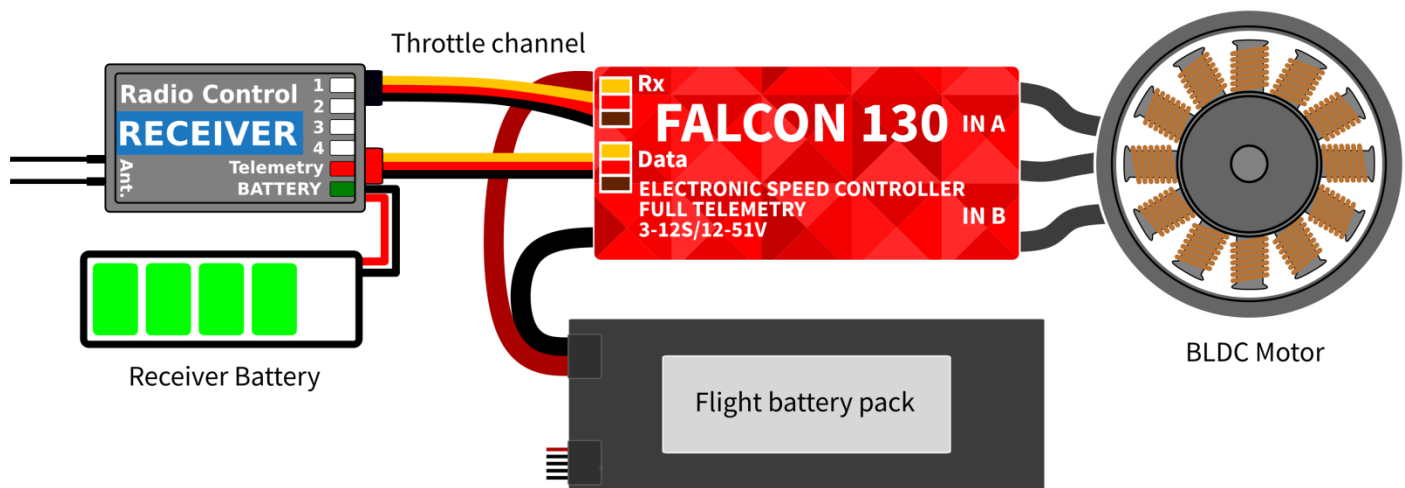 Throttle channel
Radio Control
RECEIVER
1
2
3
4
Telemetry
BATTERY
Ant.
Receiver Battery
Rx
FALCON 130
IN A
Data
ELECTRONIC SPEED CONTROLLER
FULL TELEMETRY
3-12S/12-51V
IN B
Flight battery pack
BLDC Motor